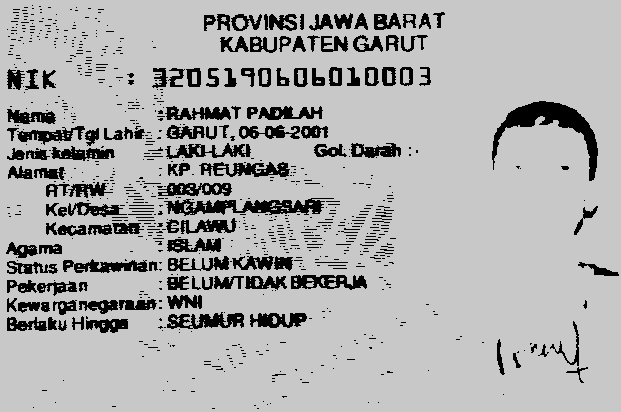 PROVINSI JAWA BARAT
KABUPATEN GARUT
NIK : 3205190606010003
Nama : RAHMAT PADILAH
Tempat/Tgl Lahir : GARUT, 06-06-2001
Jenis kelamin : LAKI-LAKI Gol. Darah : -
Alamat : KP. REUNGAS
RT/RW : 003/009
Kel/Desa : NGAMPLANGSARI
Kecamatan : CILAWU
Agama : ISLAM
Status Perkawinan: BELUM KAWIN
Pekerjaan : BELUM/TIDAK BEKERJA
Kewarganegaraan: WNI
Berlaku Hingga : SEUMUR HIDUP